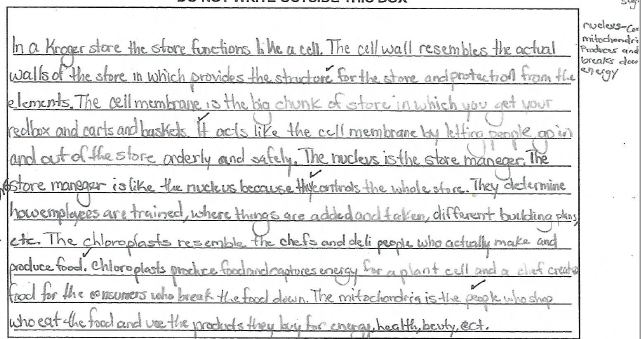 DO NOT WRITE OUTSIDE THIS BOX
In a Kroger store the store functions like a cell. The cell wall resembles the actual
walls of the store in which provides the structure for the store and protection from the
elements. The cell membrane is the big chunk of store in which you get your
redbox and carts and baskets. It acts like the cell membrane by letting people go in
and out of the store orderly and safely. The nucleus is the store maneger. The
store maneger is like the nucleus because they controls the whole store. They determine
how employees are trained, where things are added and taken, different building plans,
etc. The chloroplasts resemble the chefs and deli people who actually make and
produce food. Chloroplasts produce food and captures energy for a plant cell and a chef creates
food for the consumers who break the food down. The mitochondria is the people who shop
who eat the food and use the products they buy for energy, health, beuty, ect.
nucleus-
mitochondri
Produces and
breaks down
energy